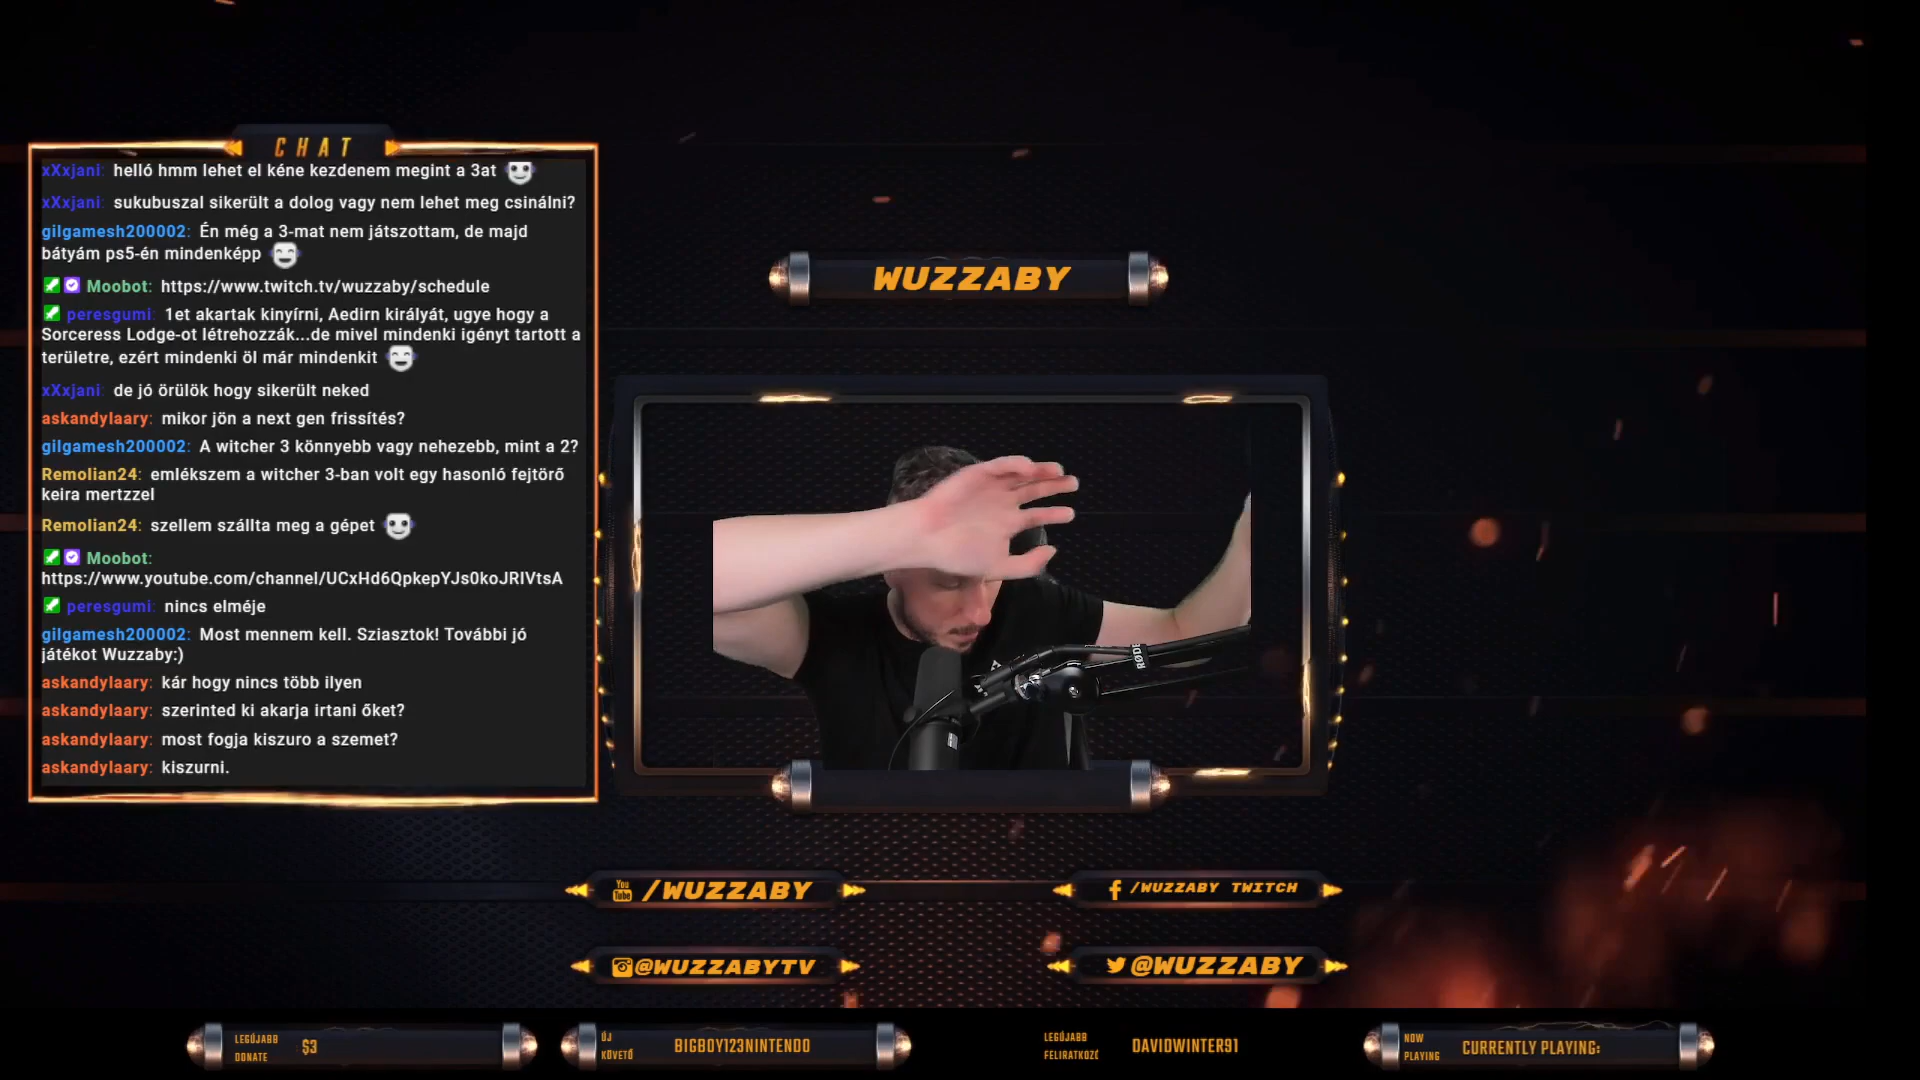 CHAT
xXxjani: helló hmm lehet el kéne kezdenem megint a 3at
xXxjani: sukubuszal sikerült a dolog vagy nem lehet meg csinálni?
gilgamesh200002: Én még a 3-mat nem játszottam, de majd
bátyám ps5-én mindenképp
Moobot: https://www.twitch.tv/wuzzaby/schedule
peresgumi: 1et akartak kinyírni, Aedirn királyát, ugye hogy a
Sorceress Lodge-ot létrehozzák...de mivel mindenki igényt tartott a
területre, ezért mindenki öl már mindenkit
xXxjani: de jó örülök hogy sikerült neked
askandylaary: mikor jön a next gen frissítés?
gilgamesh200002: A witcher 3 könnyebb vagy nehezebb, mint a 2?
Remolian24: emlékszem a witcher 3-ban volt egy hasonló fejtörő
keira mertzzel
Remolian24: szellem szállta meg a gépet
Moobot:
https://www.youtube.com/channel/UCxHd6QpkepYJs0koJRIVtsA
peresgumi: nincs elméje
gilgamesh200002: Most mennem kell. Sziasztok! További jó
játékot Wuzzaby:)
askandylaary: kár hogy nincs több ilyen
askandylaary: szerinted ki akarja irtani őket?
askandylaary: most fogja kiszuro a szemet?
askandylaary: kiszurni.
WUZZABY
RØDE
You Tube /WUZZABY
f /WUZZABY TWITCH
@WUZZABYTV
@WUZZABY
LEGÚJABB
DONATE
$3
ÚJ
KÖVETŐ
BIGBOY123NINTENDO
LEGÚJABB
FELIRATKOZÓ
DAVIDWINTER91
NOW
PLAYING
CURRENTLY PLAYING: